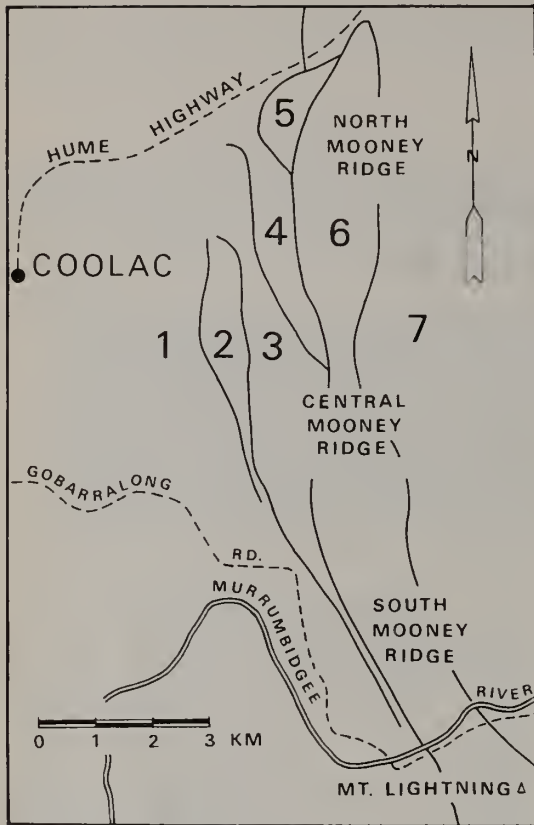 HUME HIGHWAY
5
NORTH
MOONEY
RIDGE
N
4
6
COOLAC
1
2
3
7
CENTRAL
MOONEY
RIDGE
GOBARRALONG
RD.
MURRUMBIDGEE
SOUTH
MOONEY
RIDGE
RIVER
0 1 2 3 KM
MT. LIGHTNING